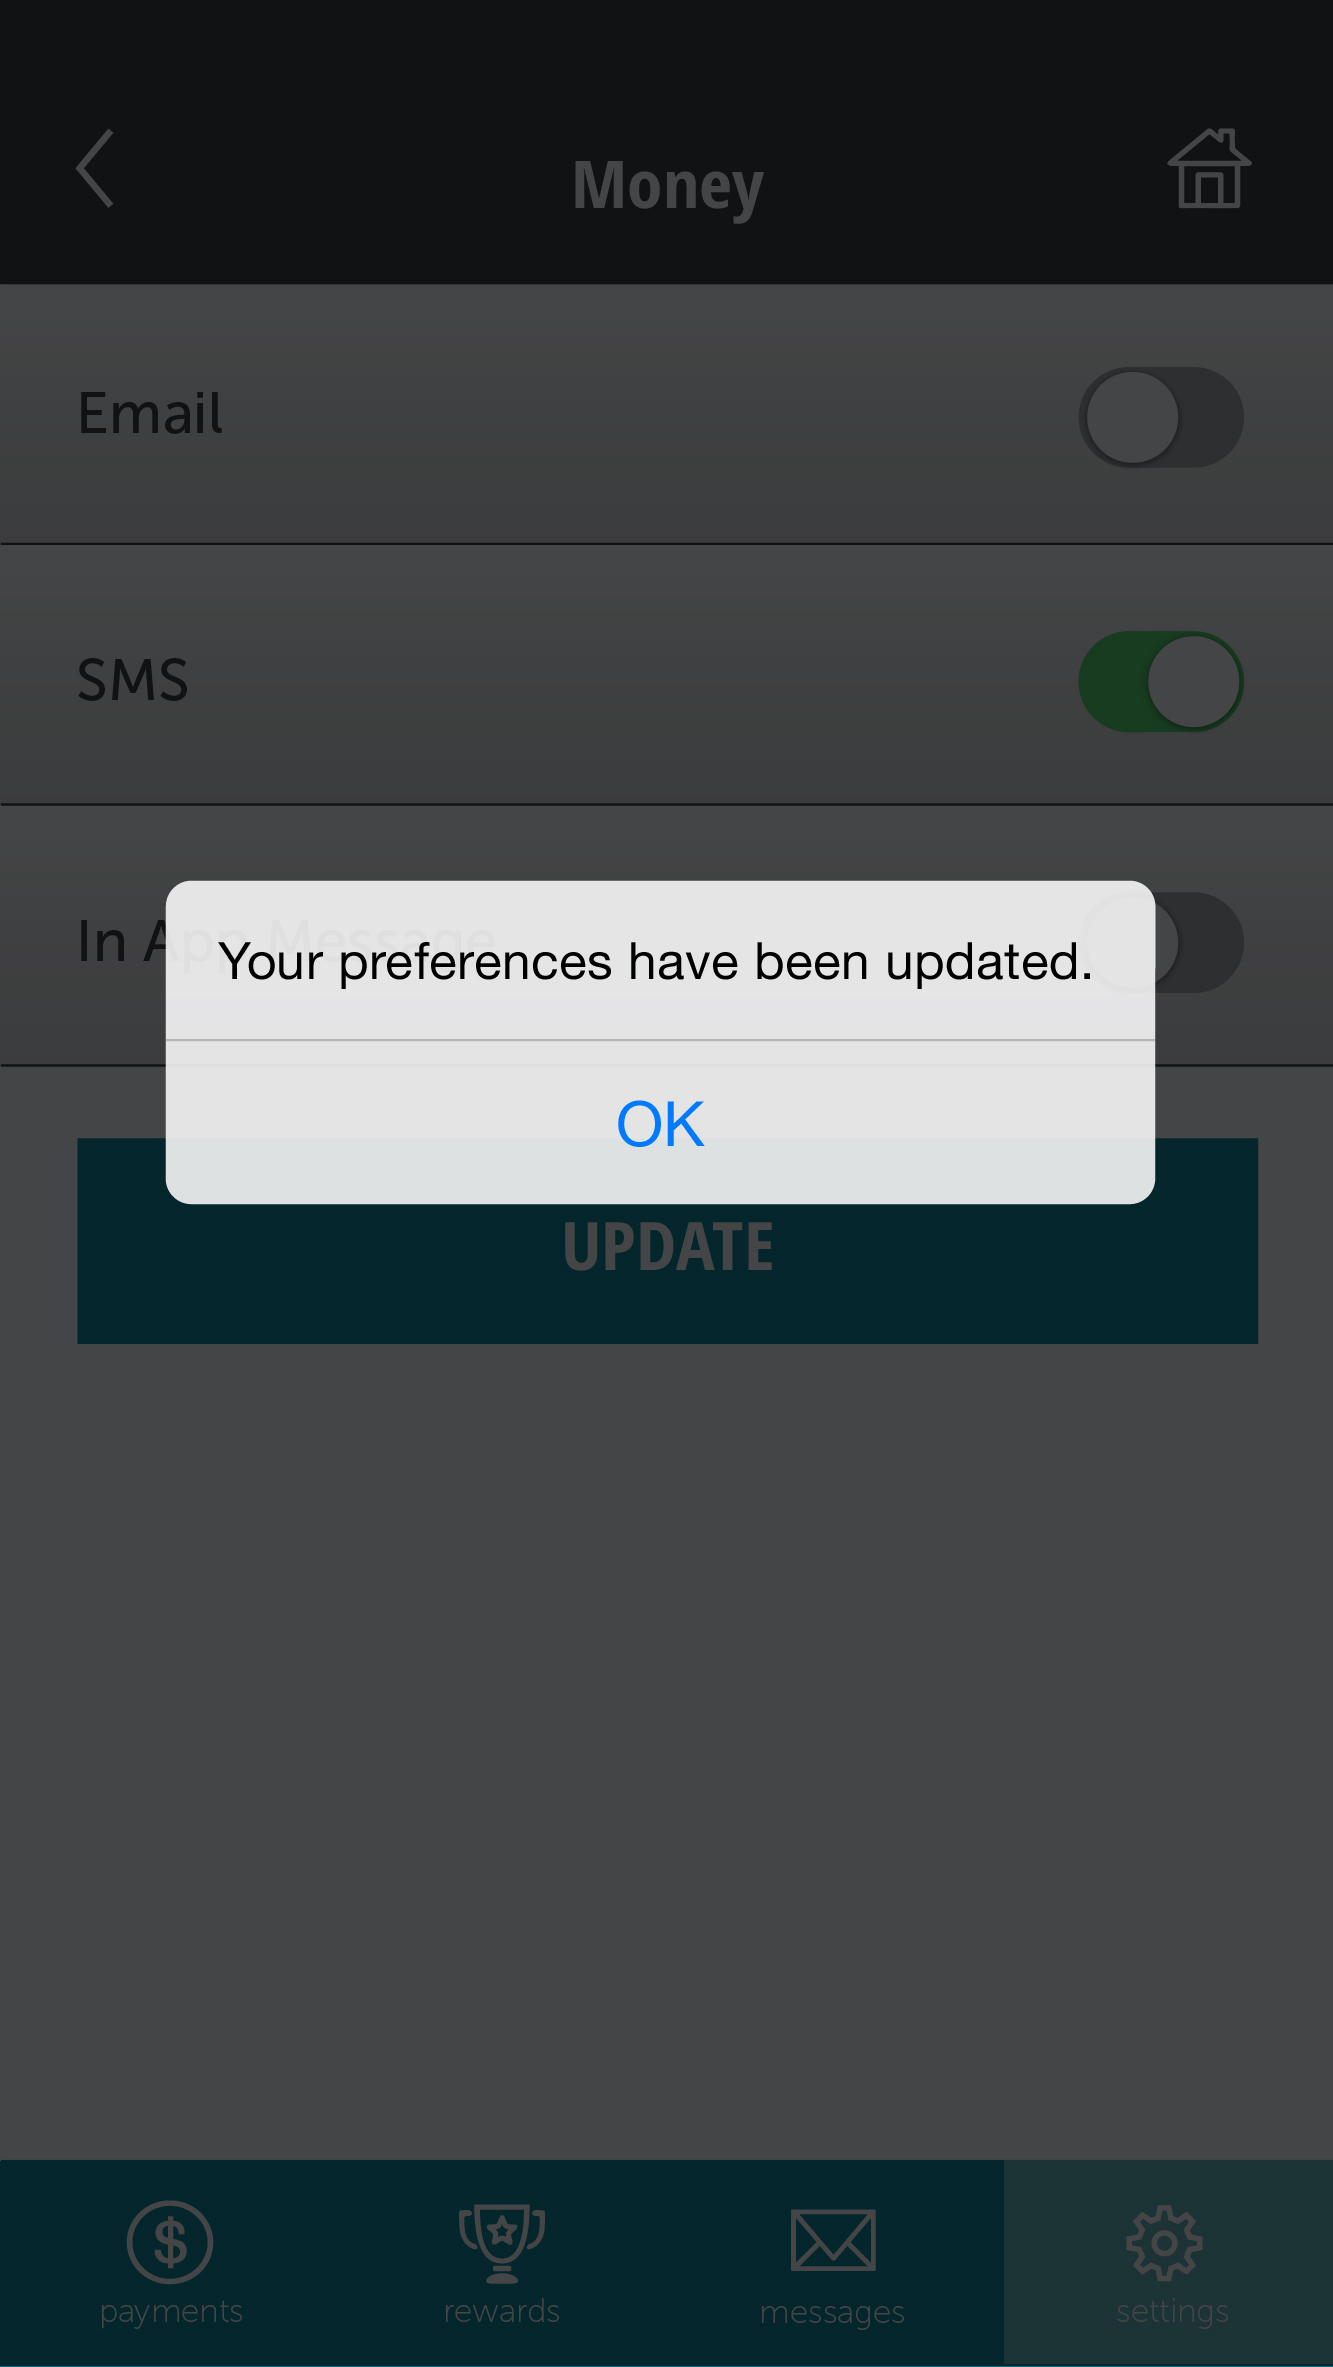 Money
Email
SMS
In App Message
Your preferences have been updated.
OK
UPDATE
payments
rewards
messages
settings